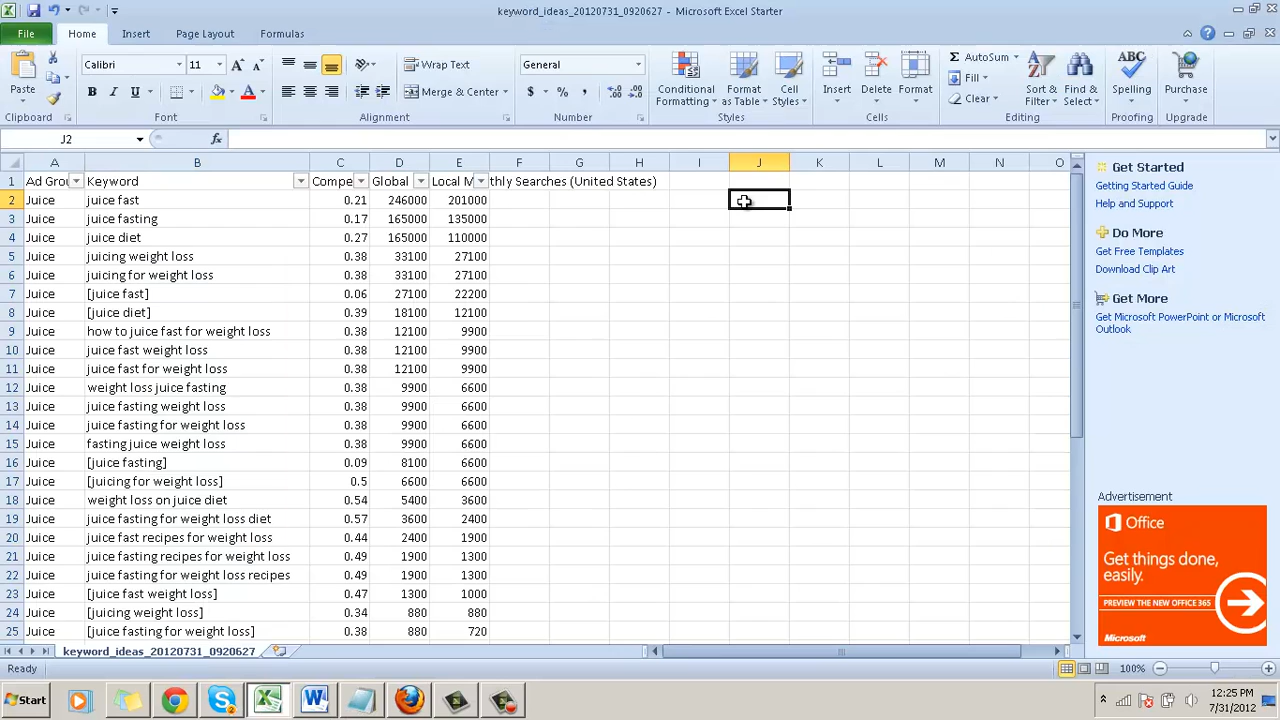 keyword_ideas_20120731_0920627 - Microsoft Excel Starter
File Home Insert Page Layout Formulas
Paste
Clipboard
Calibri 11
B I U A
Font
Wrap Text
Merge & Center
Alignment
General
$ % ,
Number
Conditional Formatting
Format as Table
Cell Styles
Styles
Insert Delete Format
Cells
Σ AutoSum
Fill
Clear
Sort & Filter
Find & Select
Editing
ABC
Spelling
Proofing
Purchase
Upgrade
J2 fx
A B C D E F G H I J K L M N O
1 Ad Grou Keyword Compe Global Local M thly Searches (United States)
2 Juice juice fast 0.21 246000 201000
3 Juice juice fasting 0.17 165000 135000
4 Juice juice diet 0.27 165000 110000
5 Juice juicing weight loss 0.38 33100 27100
6 Juice juicing for weight loss 0.38 33100 27100
7 Juice [juice fast] 0.06 27100 22200
8 Juice [juice diet] 0.39 18100 12100
9 Juice how to juice fast for weight loss 0.38 12100 9900
10 Juice juice fast weight loss 0.38 12100 9900
11 Juice juice fast for weight loss 0.38 12100 9900
12 Juice weight loss juice fasting 0.38 9900 6600
13 Juice juice fasting weight loss 0.38 9900 6600
14 Juice juice fasting for weight loss 0.38 9900 6600
15 Juice fasting juice weight loss 0.38 9900 6600
16 Juice [juice fasting] 0.09 8100 6600
17 Juice [juicing for weight loss] 0.5 6600 6600
18 Juice weight loss on juice diet 0.54 5400 3600
19 Juice juice fasting for weight loss diet 0.57 3600 2400
20 Juice juice fast recipes for weight loss 0.44 2400 1900
21 Juice juice fasting recipes for weight loss 0.49 1900 1300
22 Juice juice fasting for weight loss recipes 0.49 1900 1300
23 Juice [juice fast weight loss] 0.47 1300 1000
24 Juice [juicing weight loss] 0.34 880 880
25 Juice [juice fasting for weight loss] 0.38 880 720
Get Started
Getting Started Guide
Help and Support
Do More
Get Free Templates
Download Clip Art
Get More
Get Microsoft PowerPoint or Microsoft
Outlook
Advertisement
Office
Get things done,
easily.
PREVIEW THE NEW OFFICE 365
Microsoft
keyword_ideas_20120731_0920627
Ready
100%
Start
12:25 PM
7/31/2012